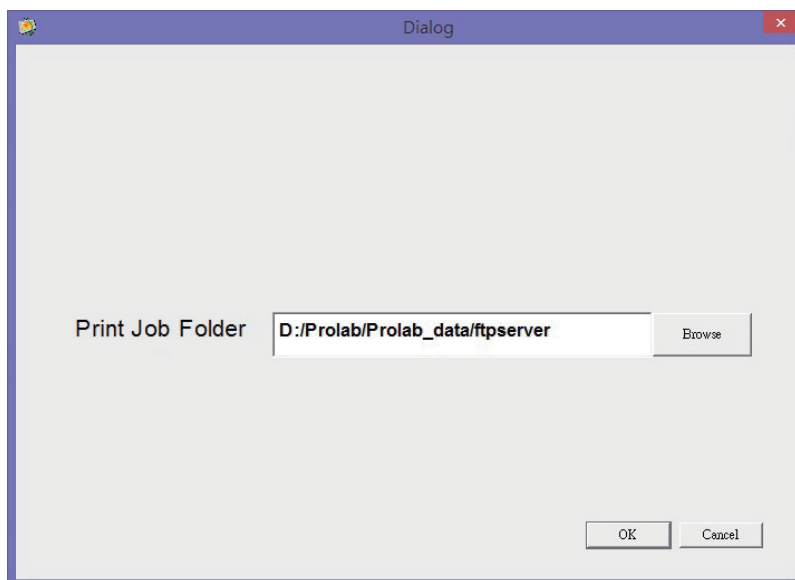 Dialog
Print Job Folder D:/Prolab/Prolab_data/ftpserver Browse
OK Cancel